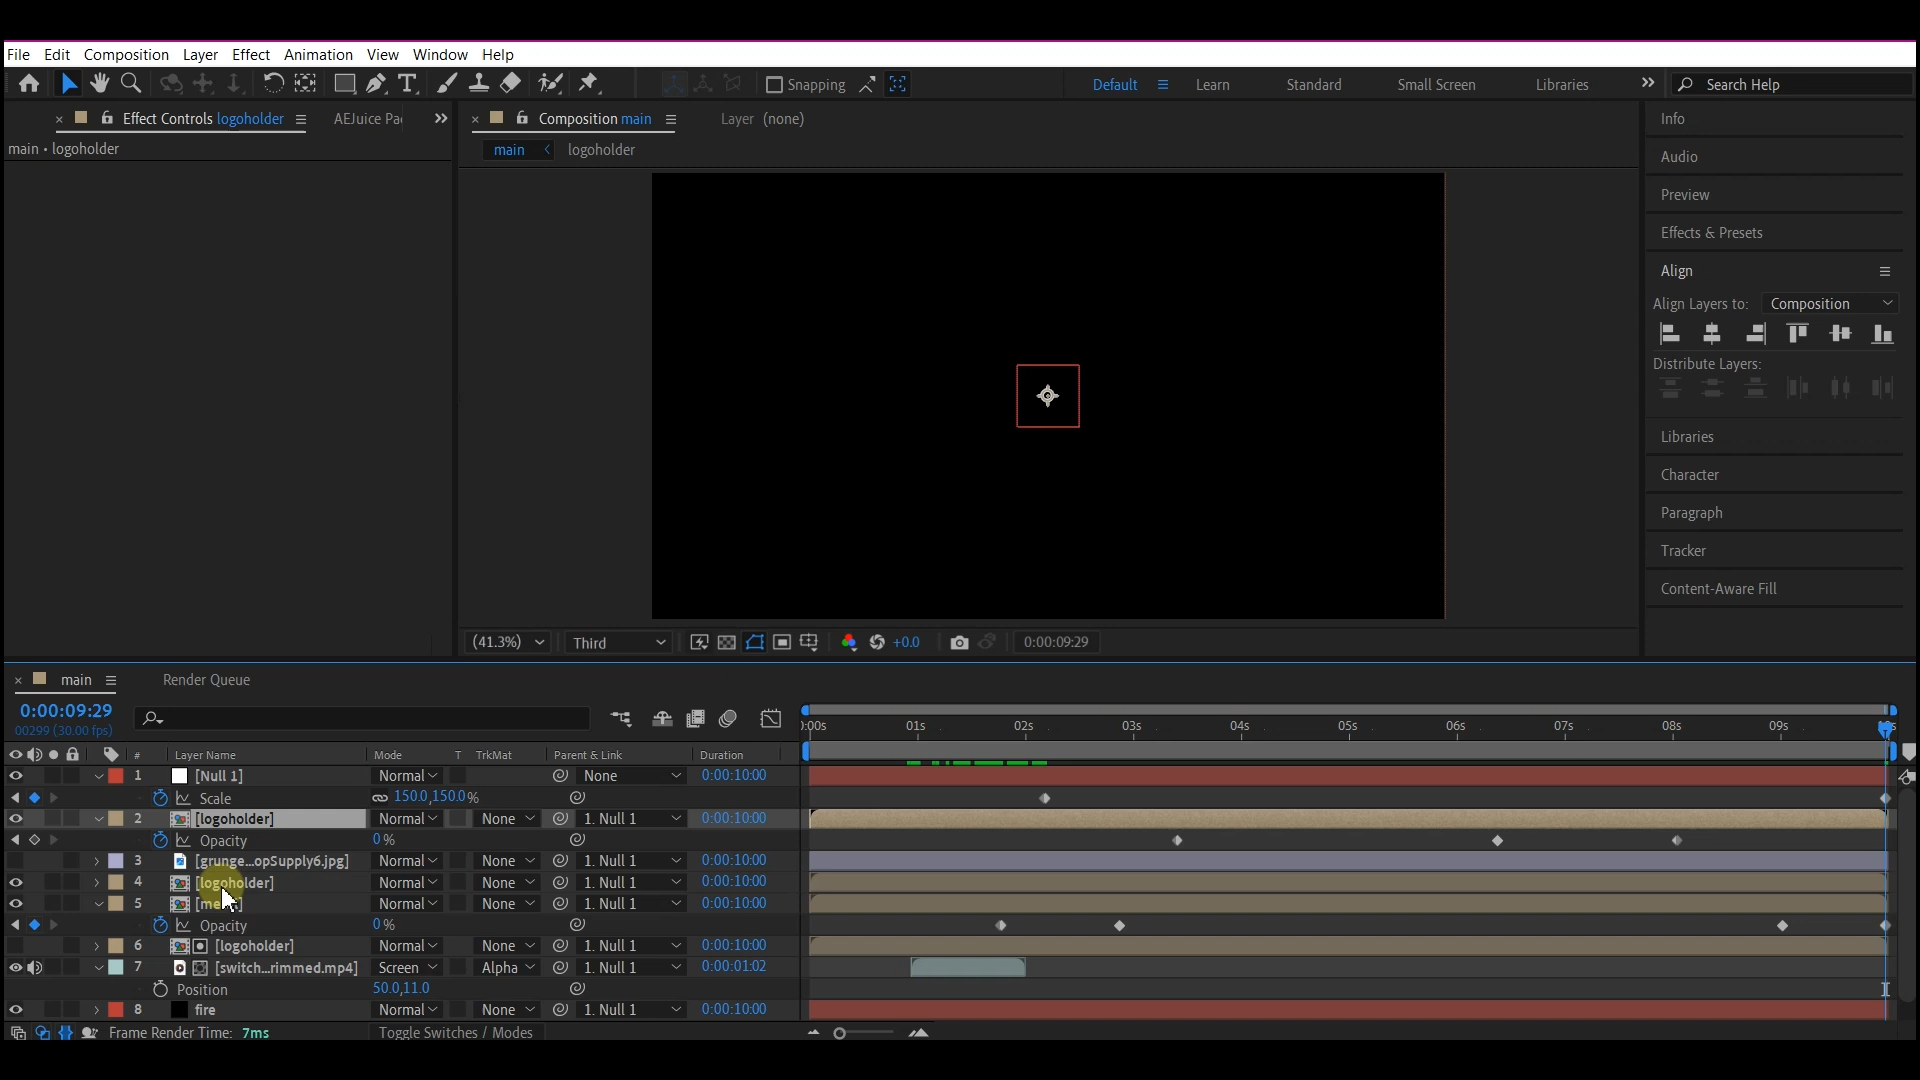 File Edit Composition Layer Effect Animation View Window Help
Snapping Default Learn Standard Small Screen Libraries Search Help
Effect Controls logoholder AEJuice Pa
Composition main Layer (none)
main • logoholder
main logoholder
Info
Audio
Preview
Effects & Presets
Align
Align Layers to: Composition
Distribute Layers:
Libraries
Character
Paragraph
Tracker
Content-Aware Fill
(41.3%) Third +0.0 0:00:09:29
main Render Queue
0:00:09:29
00299 (30.00 fps)
):00s 01s 02s 03s 04s 05s 06s 07s 08s 09s
# Layer Name Mode T TrkMat Parent & Link Duration
1 [Null 1] Normal None 0:00:10:00
Scale 150.0,150.0%
2 [logoholder] Normal None 1. Null 1 0:00:10:00
Opacity 0%
3 [grunge...opSupply6.jpg] Normal None 1. Null 1 0:00:10:00
4 [logoholder] Normal None 1. Null 1 0:00:10:00
5 Normal None 1. Null 1 0:00:10:00
Opacity 0%
6 [logoholder] Normal None 1. Null 1 0:00:10:00
7 [switch...rimmed.mp4] Screen Alpha 1. Null 1 0:00:01:02
Position 50.0,11.0
8 fire Normal None 1. Null 1 0:00:10:00
Frame Render Time: 7ms Toggle Switches / Modes